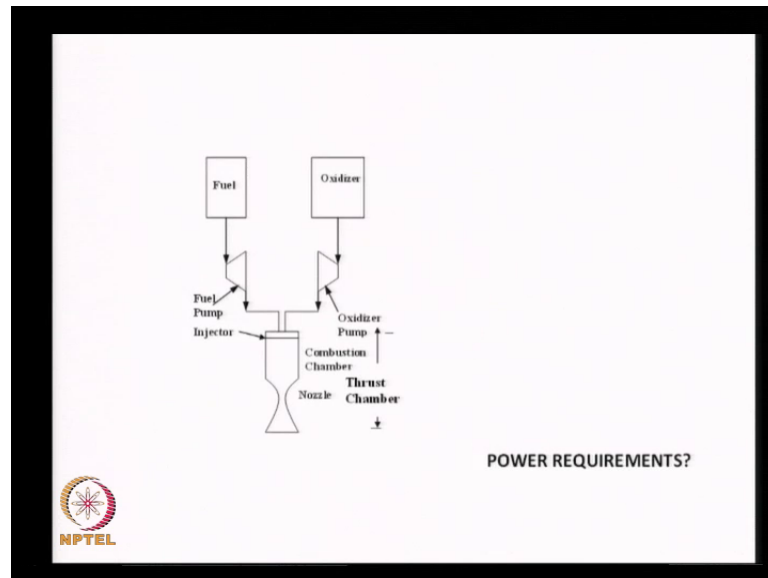 Fuel
Oxidizer
Fuel
Pump
Injector
Oxidizer
Pump
Combustion
Chamber
Thrust
Chamber
Nozzle
POWER REQUIREMENTS?
NPTEL